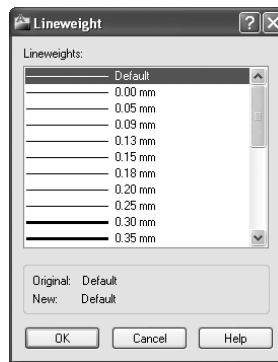 Lineweight
Lineweights:
Default
0.00 mm
0.05 mm
0.09 mm
0.13 mm
0.15 mm
0.18 mm
0.20 mm
0.25 mm
0.30 mm
0.35 mm
Original: Default
New: Default
OK Cancel Help